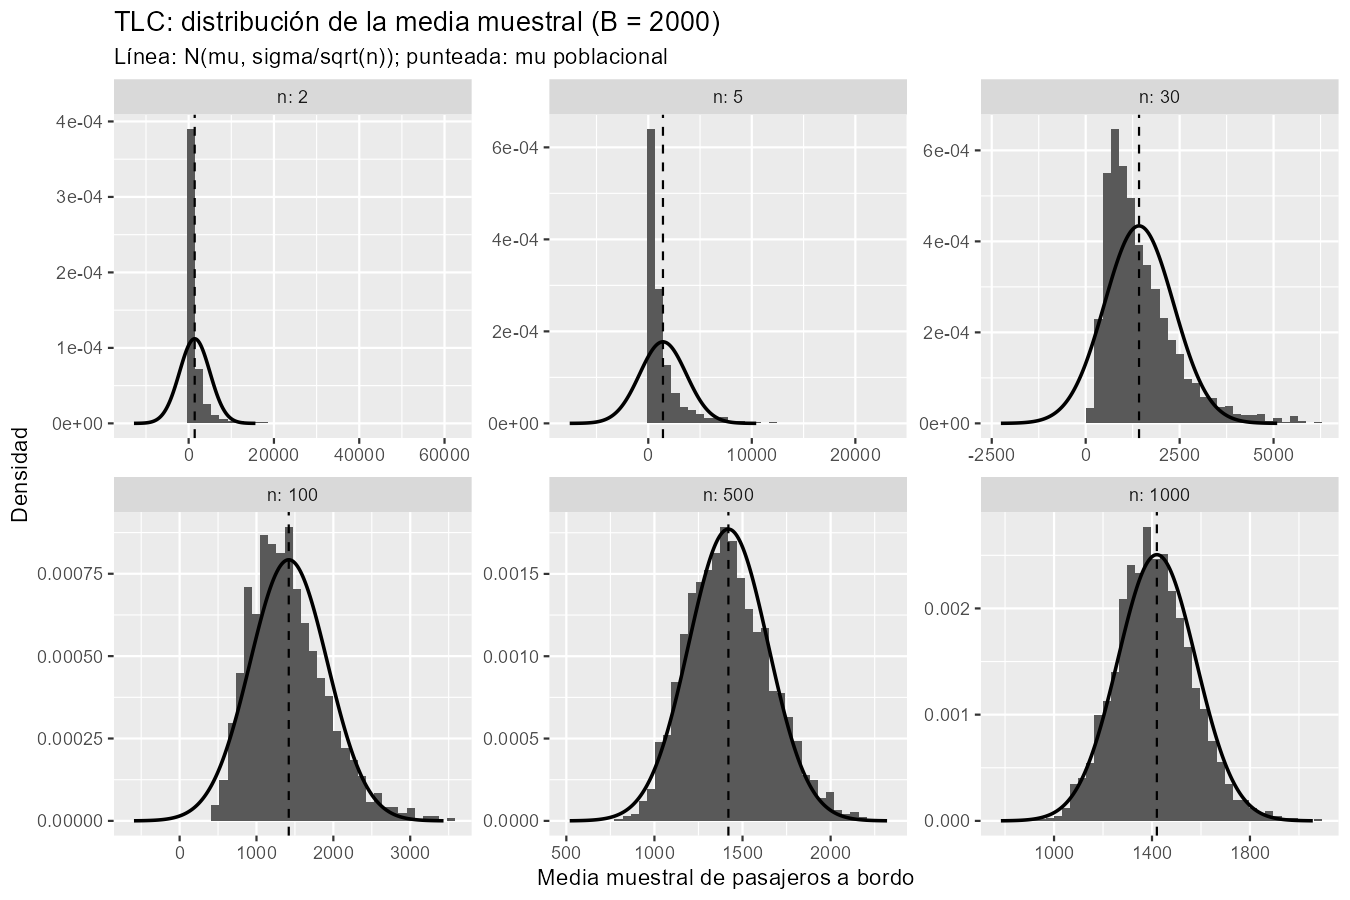 TLC: distribución de la media muestral (B = 2000)
Línea: N(mu, sigma/sqrt(n)); punteada: mu poblacional
n: 2
n: 5
n: 30
4e-04
3e-04
2e-04
1e-04
0e+00
6e-04
4e-04
2e-04
0e+00
6e-04
4e-04
2e-04
0e+00
0 20000 40000 60000
0 10000 20000
-2500 0 2500 5000
Densidad
n: 100
n: 500
n: 1000
0.00075
0.00050
0.00025
0.00000
0.0015
0.0010
0.0005
0.0000
0.002
0.001
0.000
0 1000 2000 3000
500 1000 1500 2000
1000 1400 1800
Media muestral de pasajeros a bordo